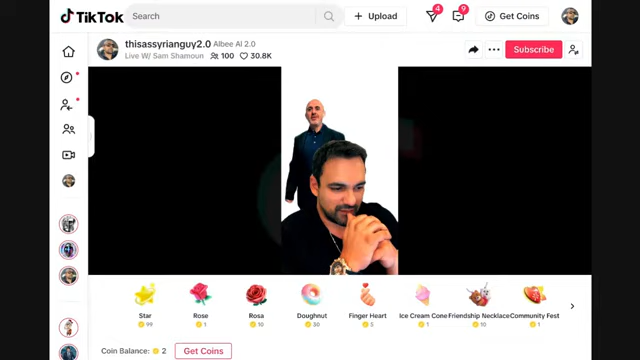 TikTok
Search
+ Upload
4
9
Get Coins
thisassyrianguy2.0 Albee AI 2.0
Live W/ Sam Shamoun 100 30.8K
Subscribe
Star
99
Rose
1
Rosa
10
Doughnut
30
Finger Heart
5
Ice Cream Cone
1
Friendship Necklace
10
Community Fest
1
Coin Balance: 2
Get Coins